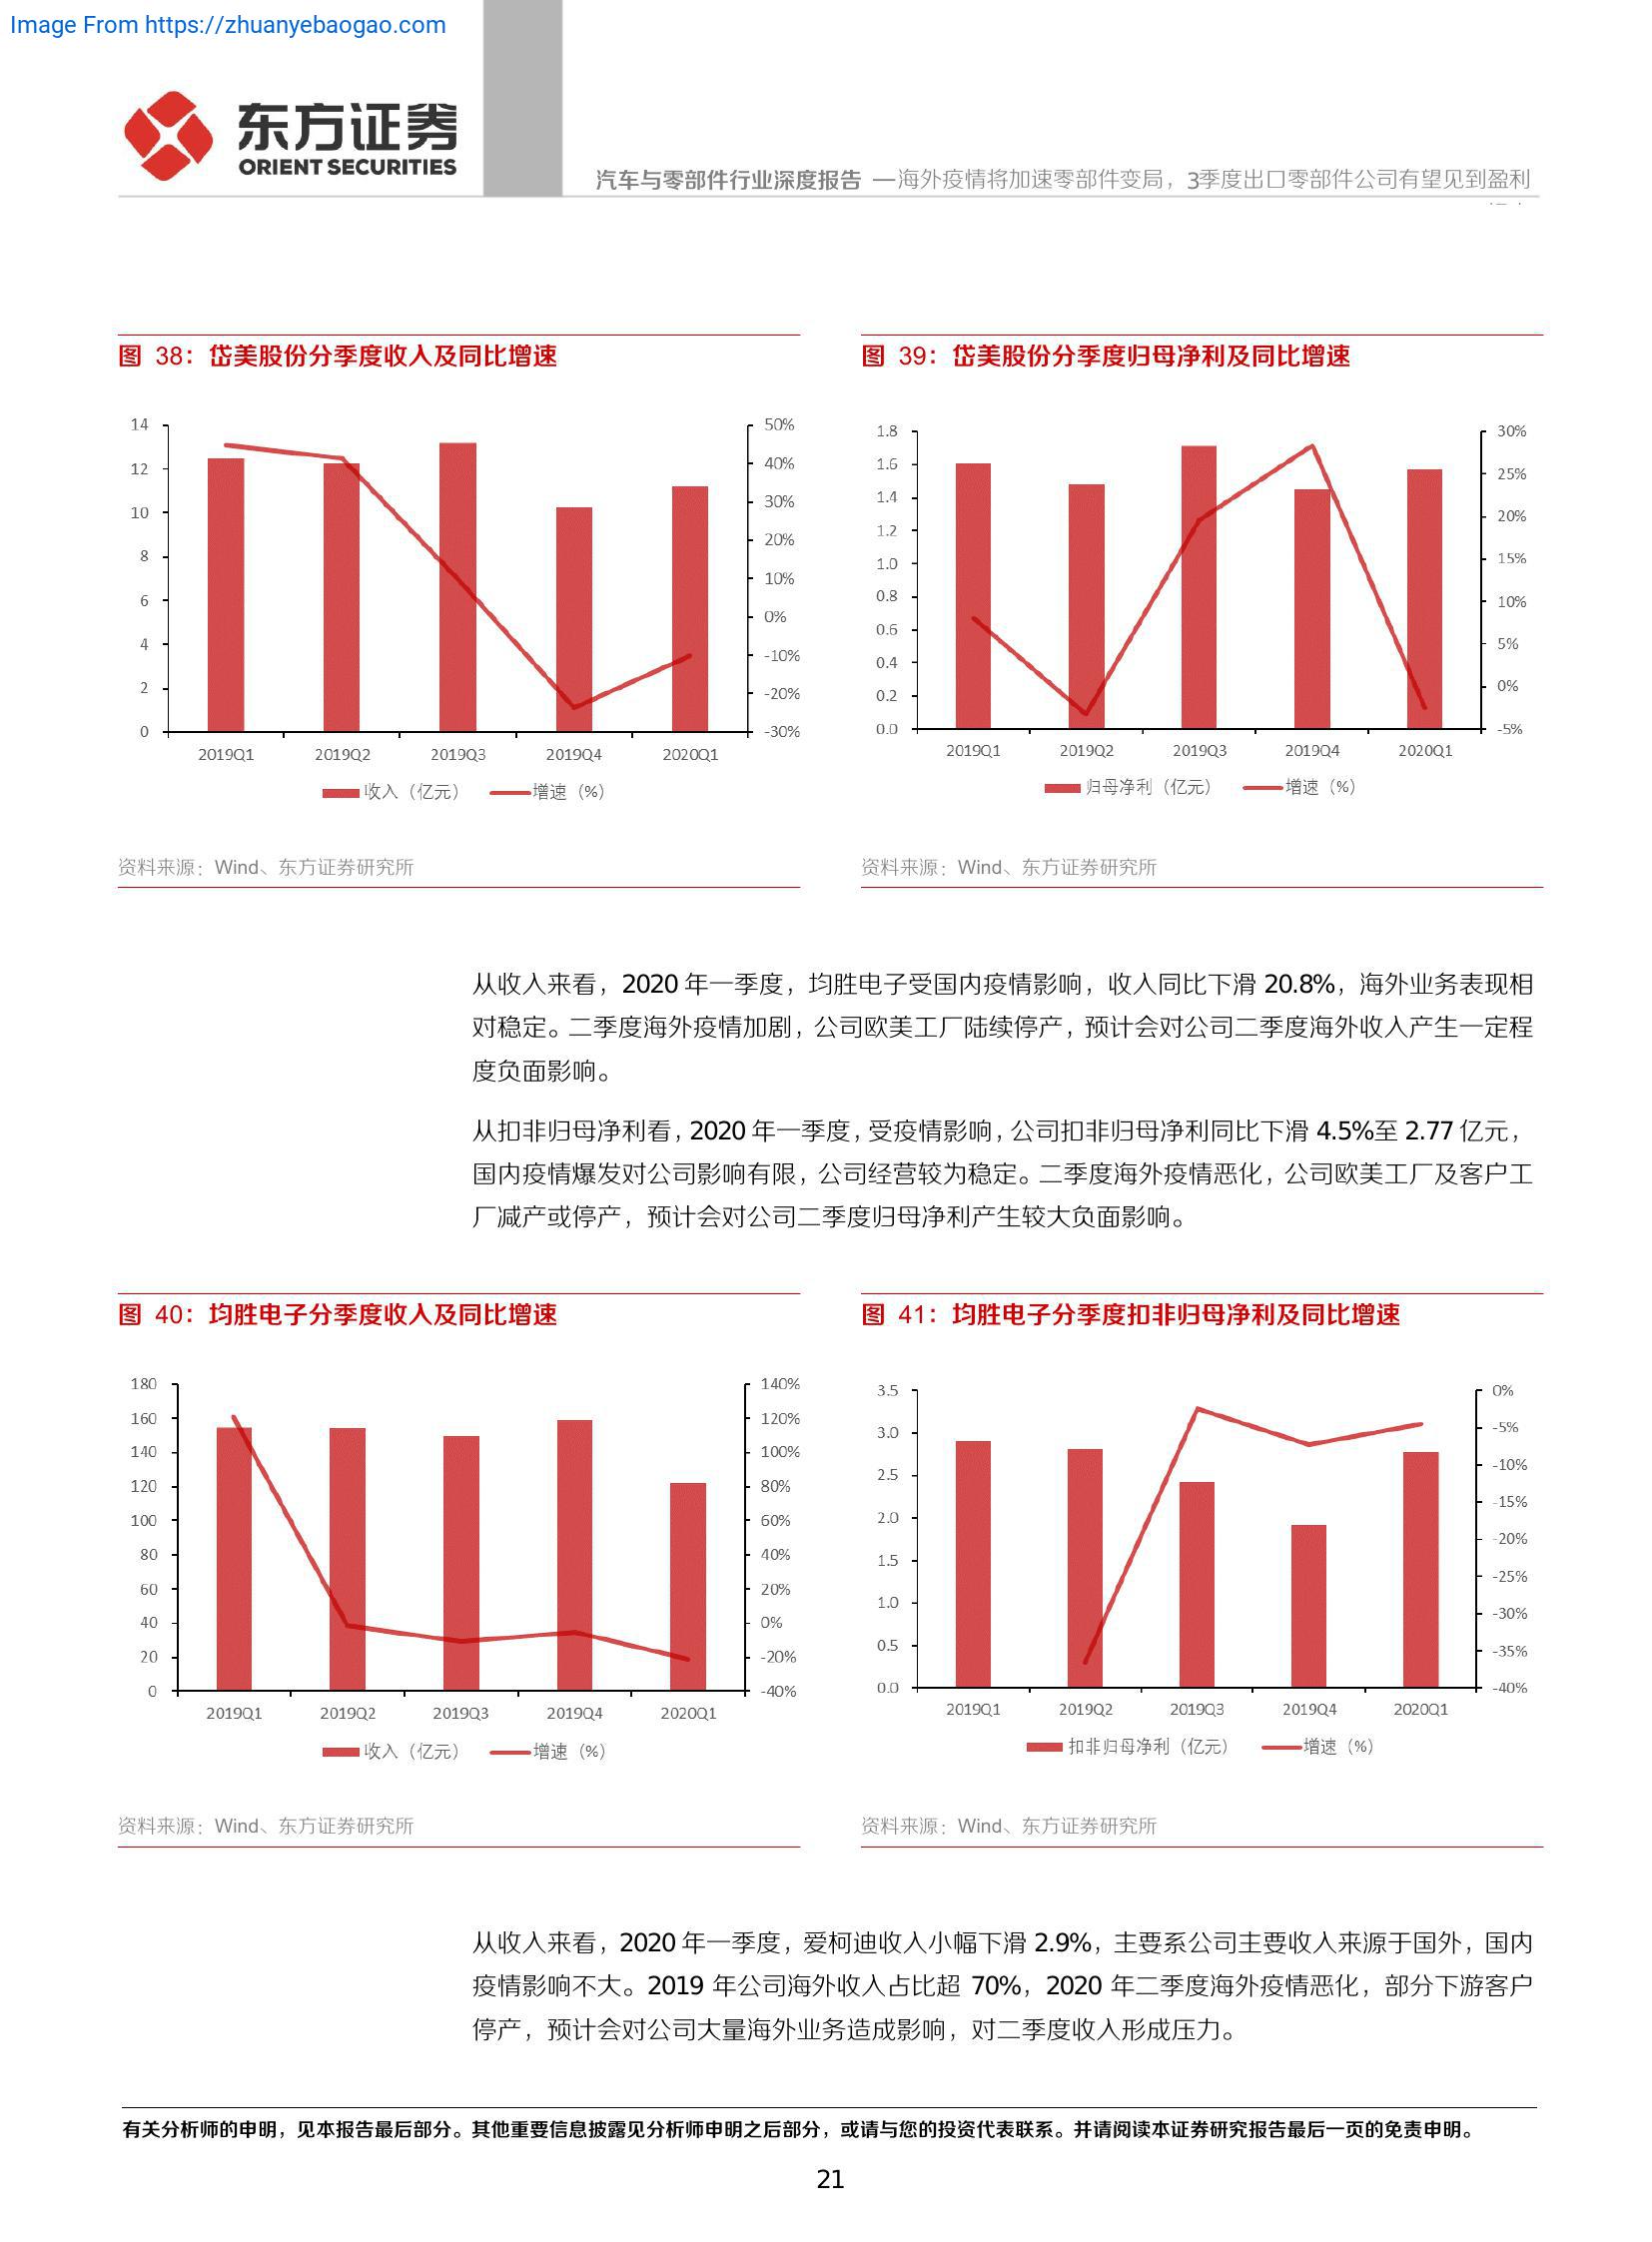 Image From https://zhuanyebaogao.com
东方证券
ORIENT SECURITIES
汽车与零部件行业深度报告 —海外疫情将加速零部件变局，3季度出口零部件公司有望见到盈利
图 38：岱美股份分季度收入及同比增速
14
12
10
8
6
4
2
0
50%
40%
30%
20%
10%
0%
-10%
-20%
-30%
2019Q1 2019Q2 2019Q3 2019Q4 2020Q1
收入（亿元） 增速（%）
资料来源：Wind、东方证券研究所
图 39：岱美股份分季度归母净利及同比增速
1.8
1.6
1.4
1.2
1.0
0.8
0.6
0.4
0.2
0.0
30%
25%
20%
15%
10%
5%
0%
-5%
2019Q1 2019Q2 2019Q3 2019Q4 2020Q1
归母净利（亿元） 增速（%）
资料来源：Wind、东方证券研究所
从收入来看，2020 年一季度，均胜电子受国内疫情影响，收入同比下滑 20.8%，海外业务表现相
对稳定。二季度海外疫情加剧，公司欧美工厂陆续停产，预计会对公司二季度海外收入产生一定程
度负面影响。
从扣非归母净利看，2020 年一季度，受疫情影响，公司扣非归母净利同比下滑 4.5%至 2.77 亿元，
国内疫情爆发对公司影响有限，公司经营较为稳定。二季度海外疫情恶化，公司欧美工厂及客户工
厂减产或停产，预计会对公司二季度归母净利产生较大负面影响。
图 40：均胜电子分季度收入及同比增速
180
160
140
120
100
80
60
40
20
0
140%
120%
100%
80%
60%
40%
20%
0%
-20%
-40%
2019Q1 2019Q2 2019Q3 2019Q4 2020Q1
收入（亿元） 增速（%）
资料来源：Wind、东方证券研究所
图 41：均胜电子分季度扣非归母净利及同比增速
3.5
3.0
2.5
2.0
1.5
1.0
0.5
0.0
0%
-5%
-10%
-15%
-20%
-25%
-30%
-35%
-40%
2019Q1 2019Q2 2019Q3 2019Q4 2020Q1
扣非归母净利（亿元） 增速（%）
资料来源：Wind、东方证券研究所
从收入来看，2020 年一季度，爱柯迪收入小幅下滑 2.9%，主要系公司主要收入来源于国外，国内
疫情影响不大。2019 年公司海外收入占比超 70%，2020 年二季度海外疫情恶化，部分下游客户
停产，预计会对公司大量海外业务造成影响，对二季度收入形成压力。
有关分析师的申明，见本报告最后部分。其他重要信息披露见分析师申明之后部分，或请与您的投资代表联系。并请阅读本证券研究报告最后一页的免责申明。
21